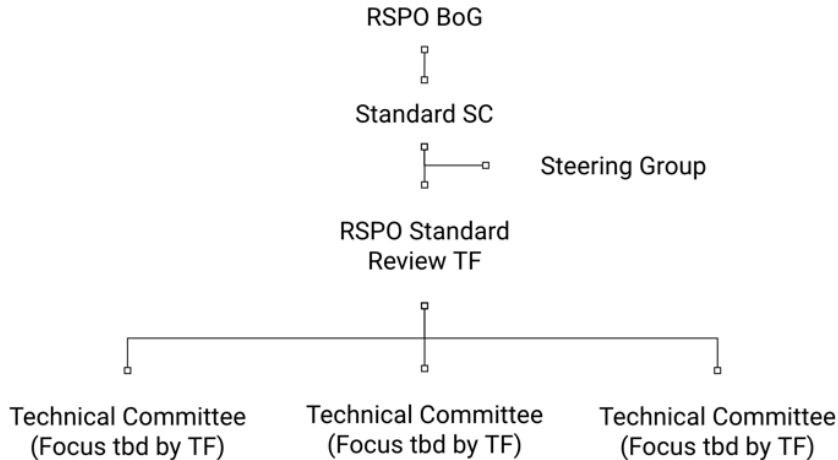 RSPO BoG
Standard SC
Steering Group
RSPO Standard
Review TF
Technical Committee
(Focus tbd by TF)
Technical Committee
(Focus tbd by TF)
Technical Committee
(Focus tbd by TF)